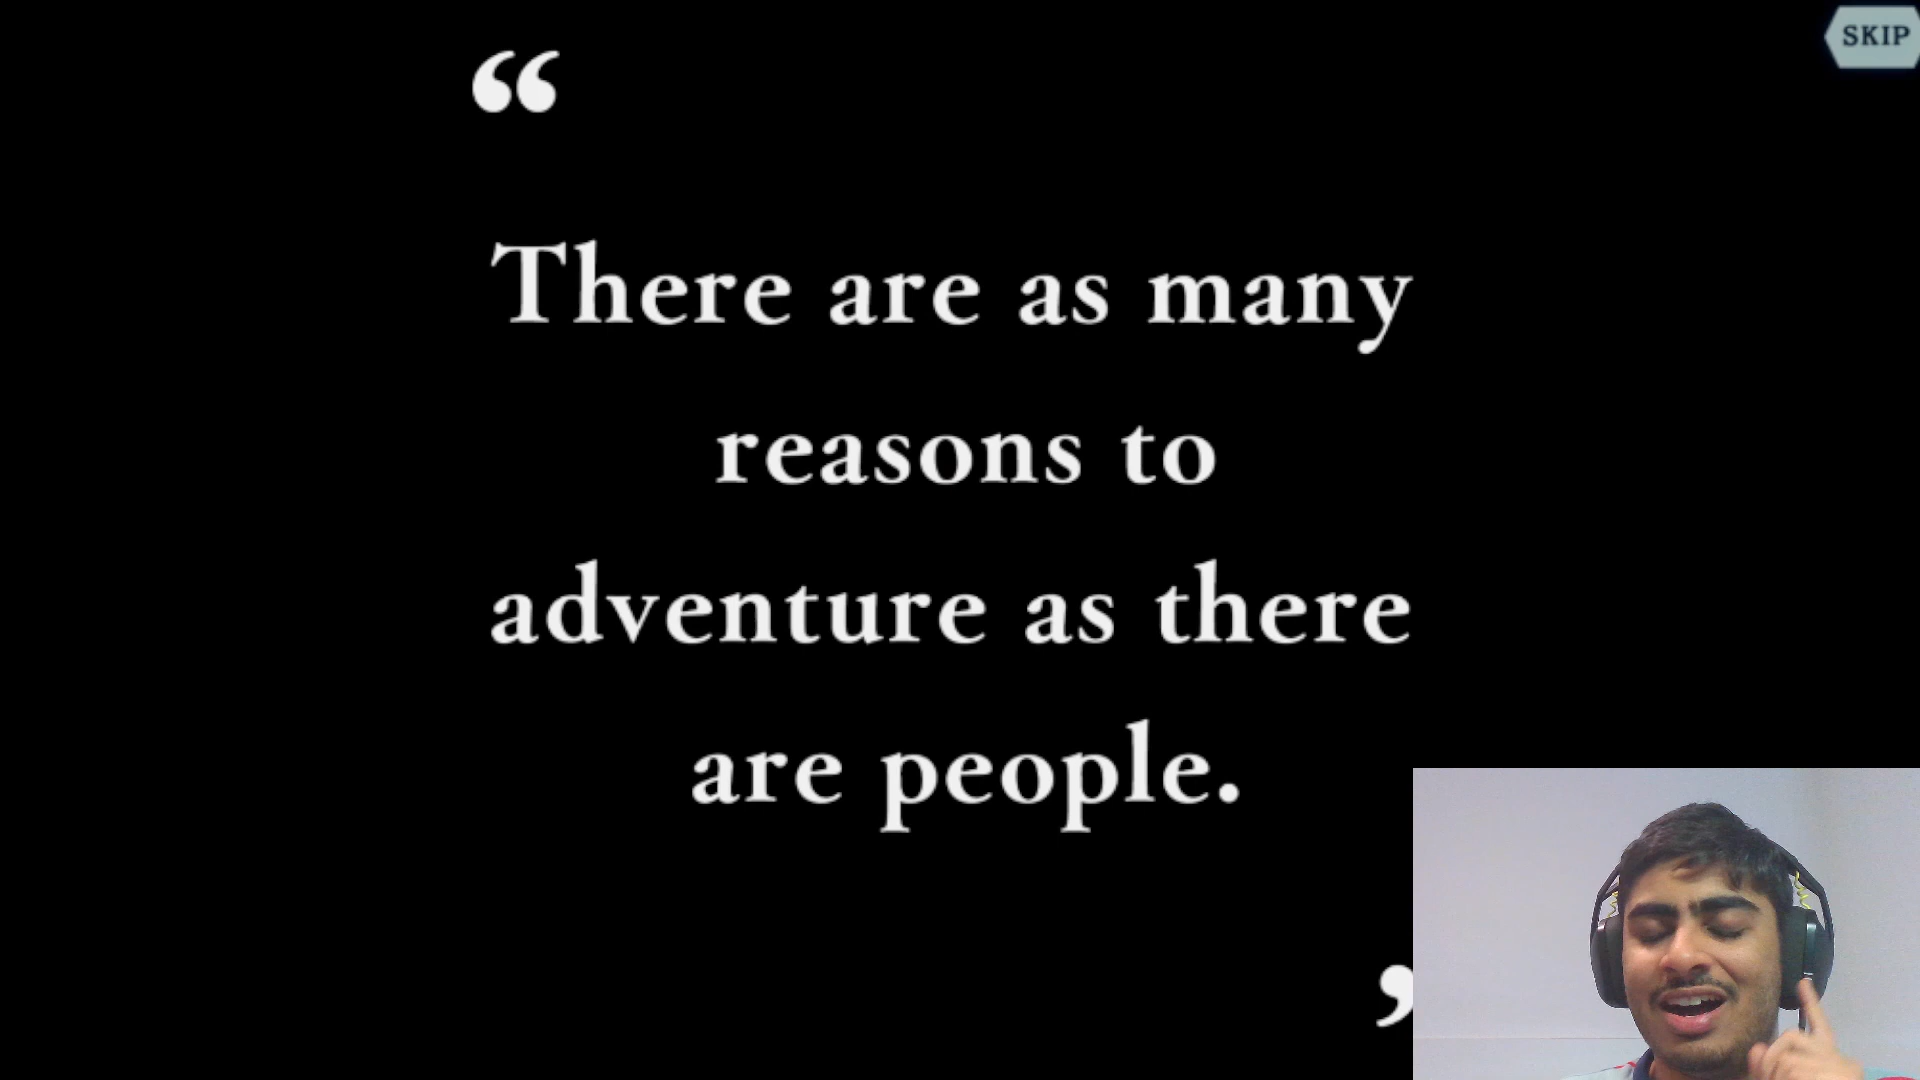 SKIP
“
There are as many
reasons to
adventure as there
are people.